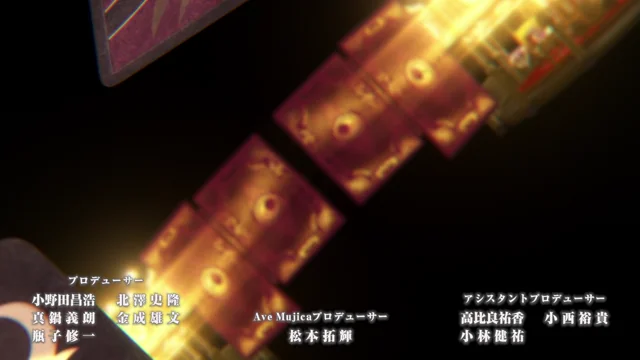 プロデューサー
小野田昌浩 北澤史隆
真鍋義朗 金成雄文
瓶子修一
Ave Mujicaプロデューサー
松本拓輝
アシスタントプロデューサー
高比良祐香 小西裕貴
小林健祐